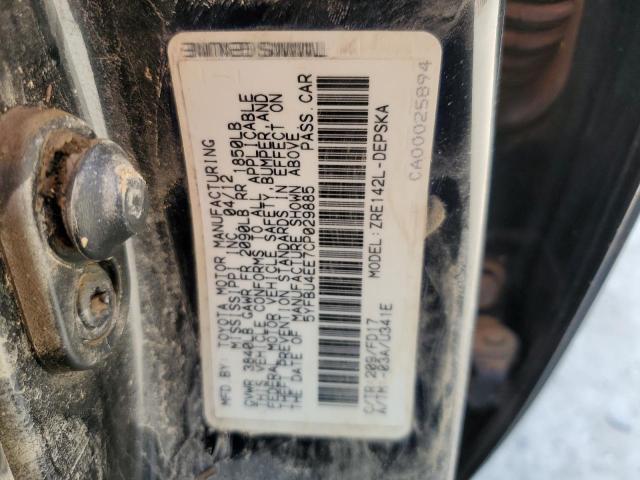 MFD. BY: TOYOTA MOTOR MANUFACTURING
MISSISSIPPI INC. 04/12
GVWR 3840LB GAWR FR 2090LB RR 1850LB
THIS VEHICLE CONFORMS TO ALL APPLICABLE
FEDERAL MOTOR VEHICLE SAFETY, BUMPER, AND
THEFT PREVENTION STANDARDS IN EFFECT ON
THE DATE OF MANUFACTURE SHOWN ABOVE.
5YFBU4EE7CP029885 PASS. CAR
MODEL: ZRE142L-DEPSKA
C/TR 209/FD17
A/TM -03A/U341E CA00025894